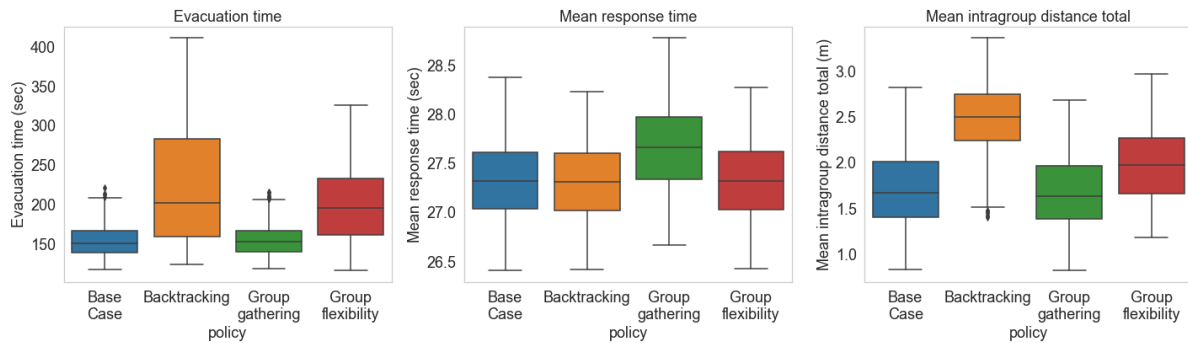 Evacuation time
Evacuation time (sec)
400
350
300
250
200
150
Base
Case
Backtracking
Group
gathering
Group
flexibility
policy
Mean response time
Mean response time (sec)
28.5
28.0
27.5
27.0
26.5
Base
Case
Backtracking
Group
gathering
Group
flexibility
policy
Mean intragroup distance total
Mean intragroup distance total (m)
3.0
2.5
2.0
1.5
1.0
Base
Case
Backtracking
Group
gathering
Group
flexibility
policy